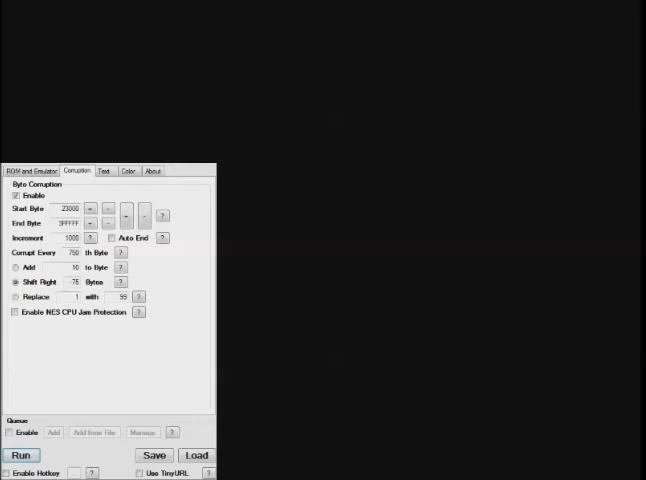 ROM and Emulator Corruption Text Color About
Byte Corruption
Enable
Start Byte 23000 + - + - ?
End Byte 3FFFFF + -
Increment 1000 ? Auto End ?
Corrupt Every 750 th Byte ?
Add 10 to Byte ?
Shift Right -75 Bytes ?
Replace 1 with 99 ?
Enable NES CPU Jam Protection ?
Queue
Enable Add Add from File Manage ?
Run Save Load
Enable Hotkey ? Use TinyURL ?